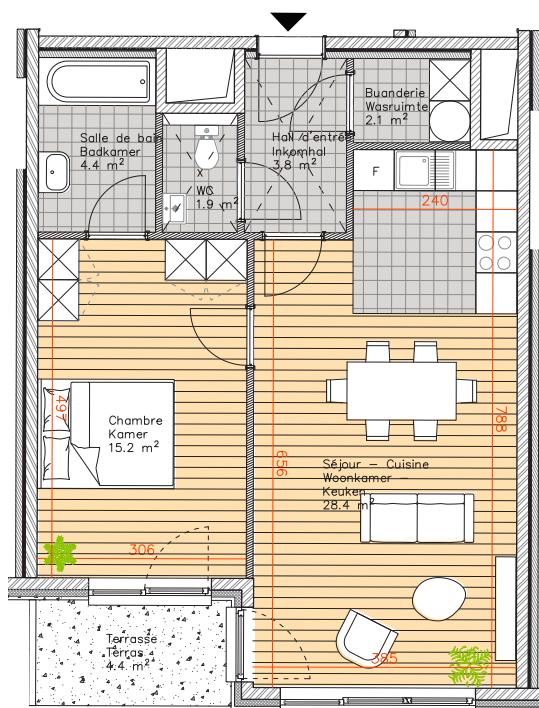 Salle de bain
Badkamer
4.4 m²
Hall d'entrée
Inkomhal
3,8 m²
Buanderie
Wasruimte
2.1 m²
x
WC
1.9 m²
F
240
497
Chambre
Kamer
15.2 m²
306
656
788
Séjour – Cuisine
Woonkamer –
Keuken
28.4 m²
385
Terrasse
Terras
4.4 m²